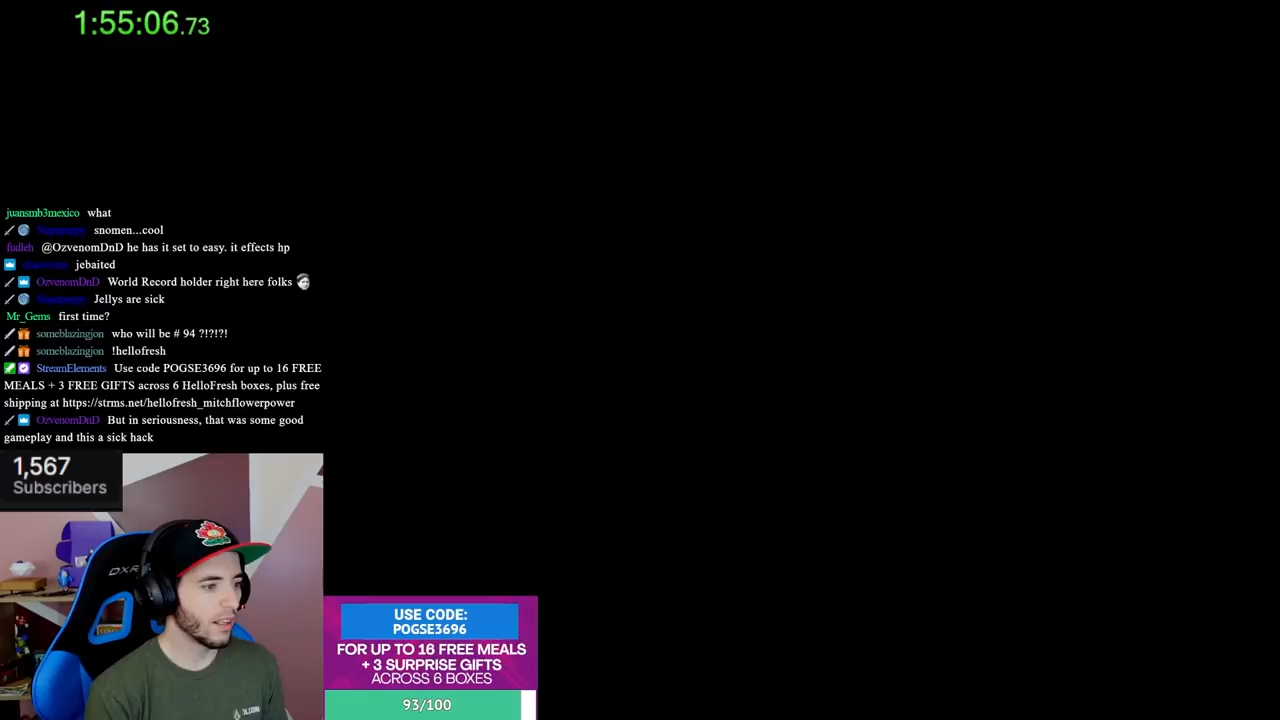 1:55:06.73
juansmb3mexico what
snomen...cool
fudleh @OzvenomDnD he has it set to easy. it effects hp
jebaited
OzvenomDnD World Record holder right here folks
Jellys are sick
Mr_Gems first time?
someblazingjon who will be # 94 ?!?!?!
someblazingjon !hellofresh
StreamElements Use code POGSE3696 for up to 16 FREE
MEALS + 3 FREE GIFTS across 6 HelloFresh boxes, plus free
shipping at https://strms.net/hellofresh_mitchflowerpower
OzvenomDnD But in seriousness, that was some good
gameplay and this a sick hack
1,567
Subscribers
DXR
USE CODE:
POGSE3696
FOR UP TO 16 FREE MEALS
+ 3 SURPRISE GIFTS
ACROSS 6 BOXES
93/100